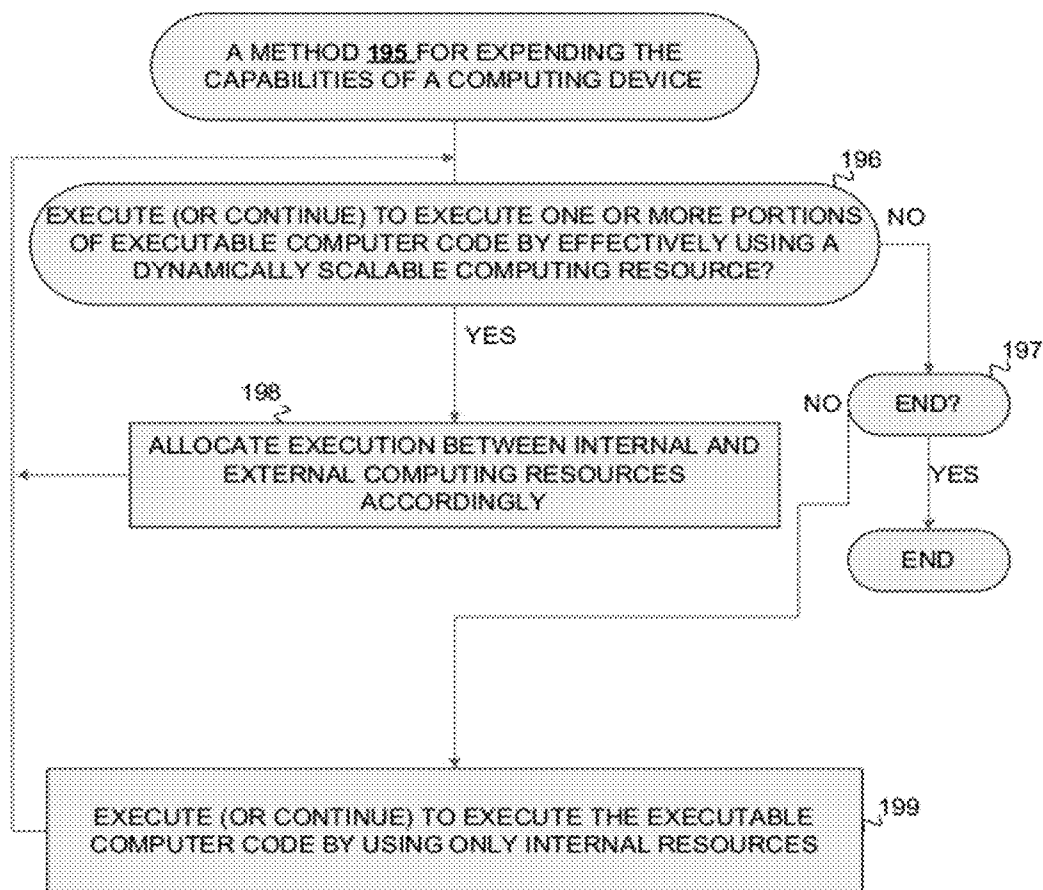 A METHOD 195 FOR EXPENDING THE
CAPABILITIES OF A COMPUTING DEVICE
196
EXECUTE (OR CONTINUE) TO EXECUTE ONE OR MORE PORTIONS
OF EXECUTABLE COMPUTER CODE BY EFFECTIVELY USING A
DYNAMICALLY SCALABLE COMPUTING RESOURCE?
NO
YES
197
198
NO
END?
ALLOCATE EXECUTION BETWEEN INTERNAL AND
EXTERNAL COMPUTING RESOURCES
ACCORDINGLY
YES
END
EXECUTE (OR CONTINUE) TO EXECUTE THE EXECUTABLE
COMPUTER CODE BY USING ONLY INTERNAL RESOURCES
199